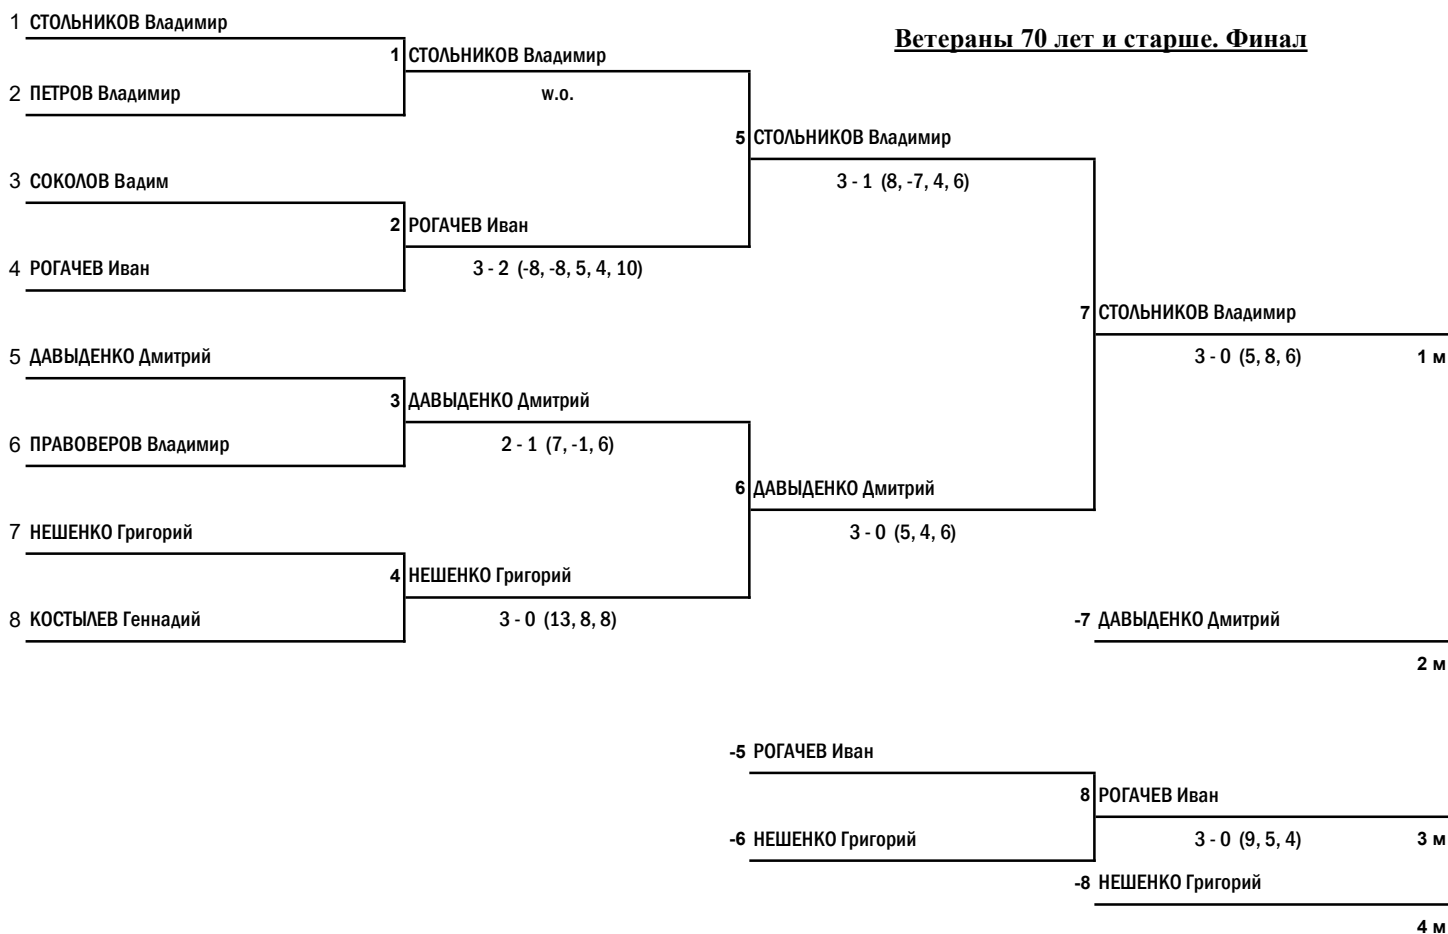 1 СТОЛЬНИКОВ Владимир
Ветераны 70 лет и старше. Финал
1 СТОЛЬНИКОВ Владимир
2 ПЕТРОВ Владимир
w.o.
5 СТОЛЬНИКОВ Владимир
3 СОКОЛОВ Вадим
3 - 1 (8, -7, 4, 6)
2 РОГАЧЕВ Иван
4 РОГАЧЕВ Иван
3 - 2 (-8, -8, 5, 4, 10)
7 СТОЛЬНИКОВ Владимир
5 ДАВЫДЕНКО Дмитрий
3 - 0 (5, 8, 6) 1 м
3 ДАВЫДЕНКО Дмитрий
6 ПРАВОВЕРОВ Владимир
2 - 1 (7, -1, 6)
6 ДАВЫДЕНКО Дмитрий
7 НЕШЕНКО Григорий
3 - 0 (5, 4, 6)
4 НЕШЕНКО Григорий
8 КОСТЫЛЕВ Геннадий
3 - 0 (13, 8, 8)
-7 ДАВЫДЕНКО Дмитрий
2 м
-5 РОГАЧЕВ Иван
8 РОГАЧЕВ Иван
-6 НЕШЕНКО Григорий
3 - 0 (9, 5, 4) 3 м
-8 НЕШЕНКО Григорий
4 м